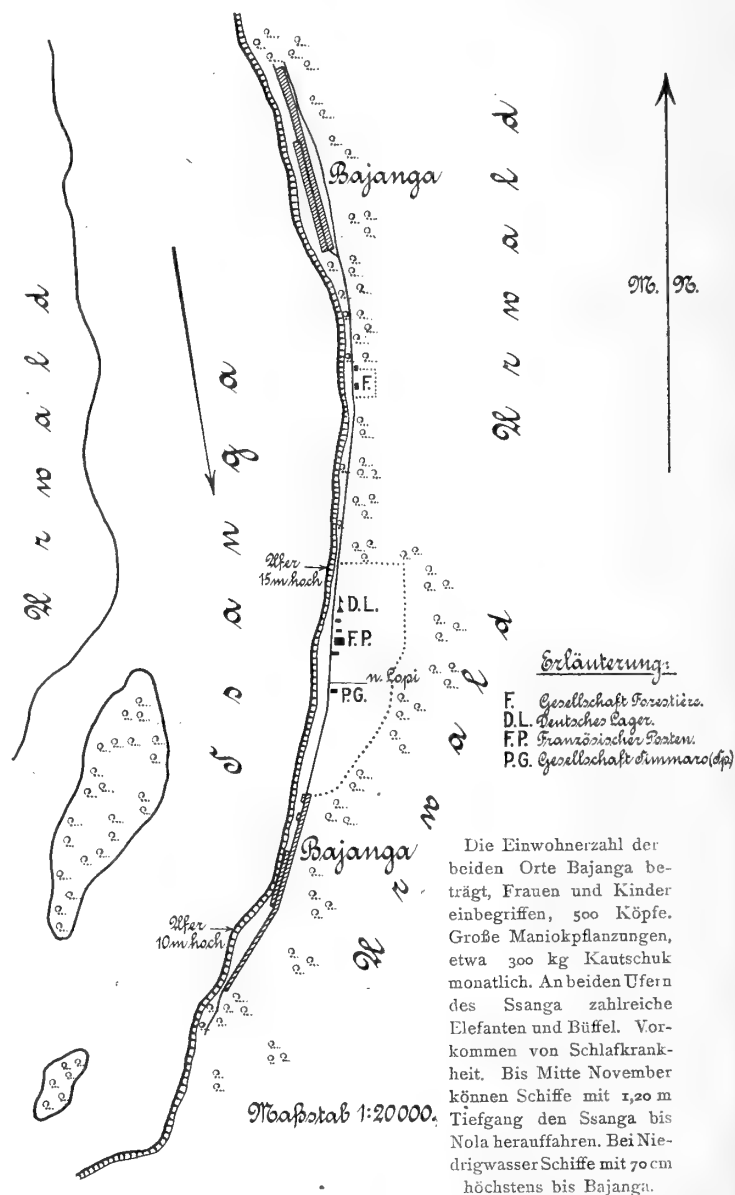 Bajanga
Urwald
Urwald
M. N.
Ssanga
F.
Ufer
15 m. hoch
D.L.
F.P.
n. Lopi
P.G.
Urwald
Erläuterung:
F. Gesellschaft Forestière.
D.L. Deutsches Lager.
F.P. Französischer Posten.
P.G. Gesellschaft
Bajanga
Ufer
10 m. hoch
Maßstab 1:20000.
Die Einwohnerzahl der
beiden Orte Bajanga be-
trägt, Frauen und Kinder
einbegriffen, 500 Köpfe.
Große Maniokpflanzungen,
etwa 300 kg Kautschuk
monatlich. An beiden Ufern
des Ssanga zahlreiche
Elefanten und Büffel. Vor-
kommen von Schlafkrank-
heit. Bis Mitte November
können Schiffe mit 1,20 m
Tiefgang den Ssanga bis
Nola herauffahren. Bei Nie-
drigwasser Schiffe mit 70 cm
höchstens bis Bajanga.